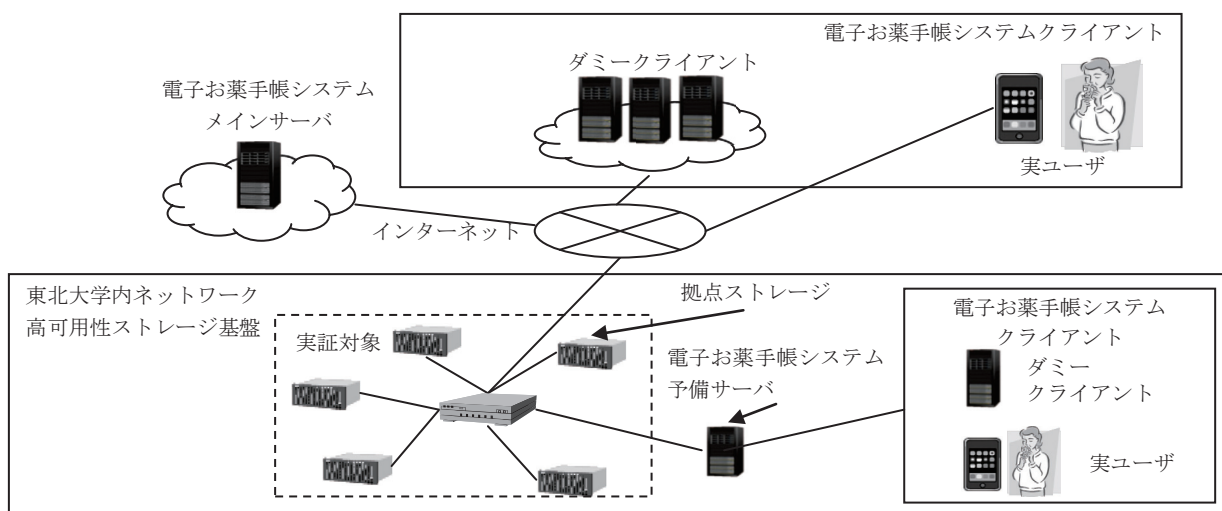 電子お薬手帳システムクライアント
ダミークライアント
電子お薬手帳システム
メインサーバ
実ユーザ
インターネット
東北大学内ネットワーク
高可用性ストレージ基盤
実証対象
拠点ストレージ
電子お薬手帳システム
予備サーバ
電子お薬手帳システム
クライアント
ダミー
クライアント
実ユーザ